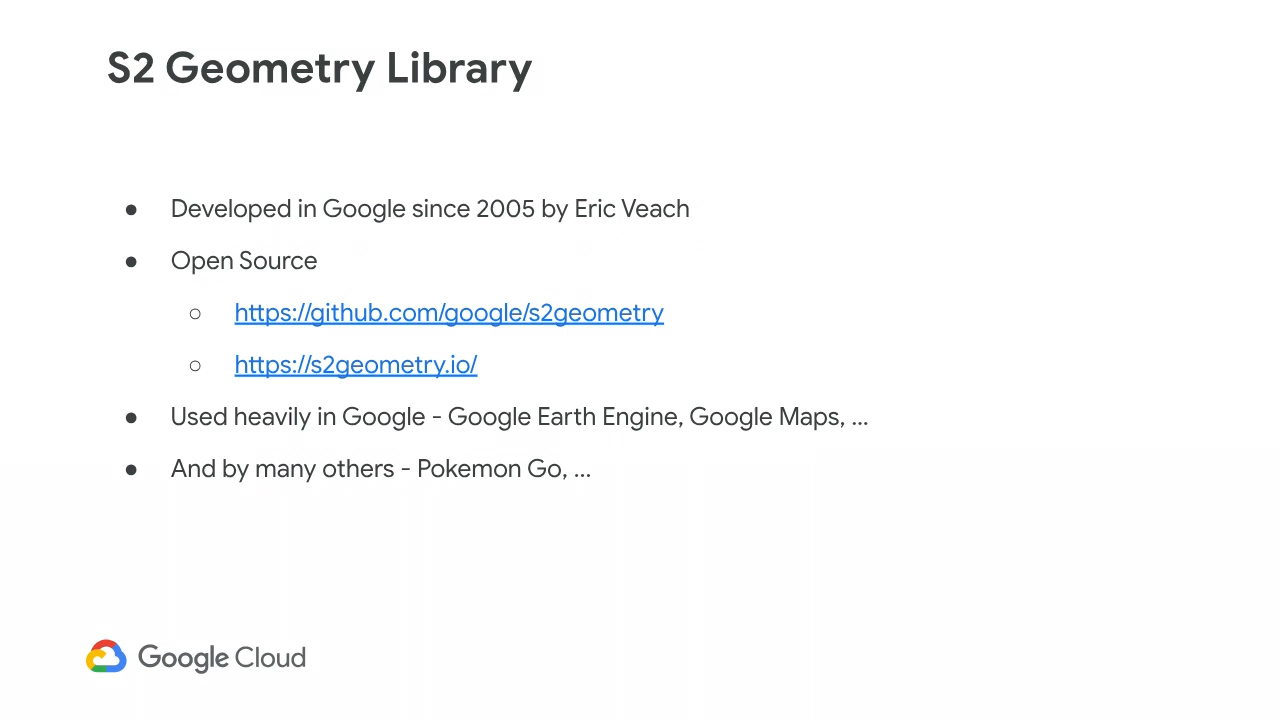 S2 Geometry Library
● Developed in Google since 2005 by Eric Veach
● Open Source
○ https://github.com/google/s2geometry
○ https://s2geometry.io/
● Used heavily in Google - Google Earth Engine, Google Maps, ...
● And by many others - Pokemon Go, ...
Google Cloud